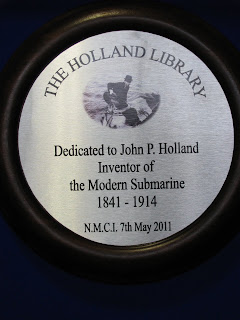 THE HOLLAND LIBRARY
Dedicated to John P. Holland
Inventor of
the Modern Submarine
1841 - 1914
N.M.C.I. 7th May 2011